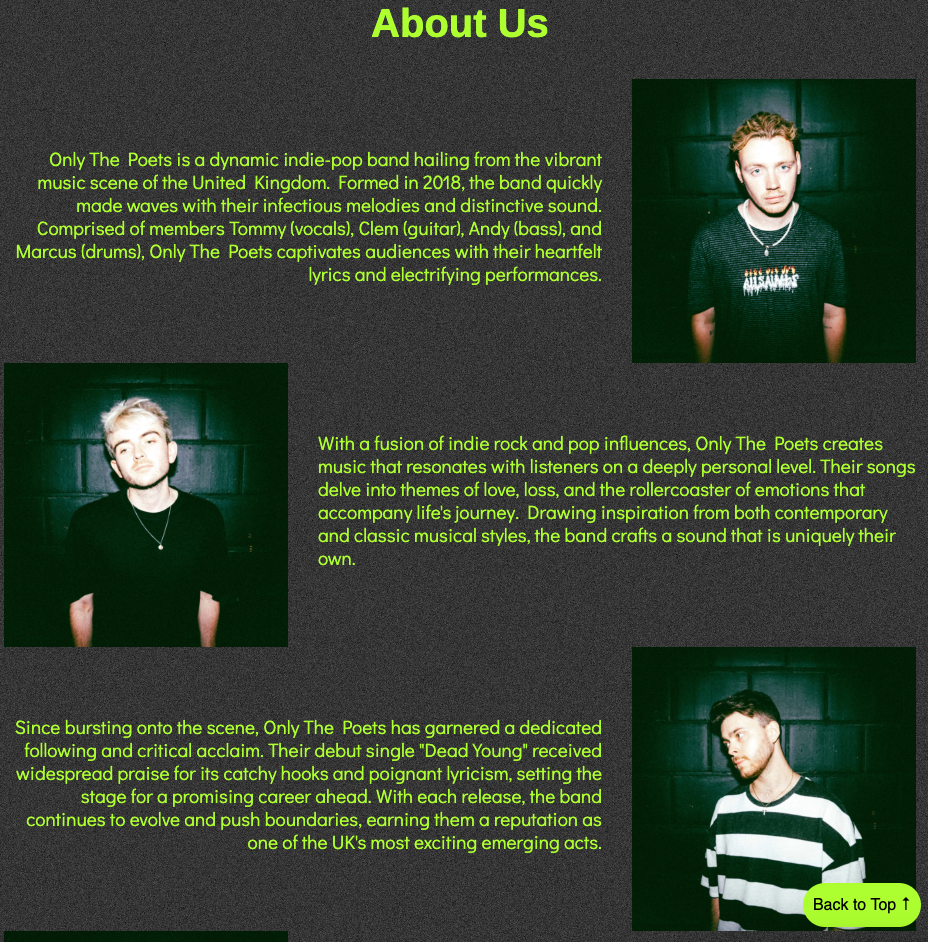 About Us
Only The Poets is a dynamic indie-pop band hailing from the vibrant
music scene of the United Kingdom. Formed in 2018, the band quickly
made waves with their infectious melodies and distinctive sound.
Comprised of members Tommy (vocals), Clem (guitar), Andy (bass), and
Marcus (drums), Only The Poets captivates audiences with their heartfelt
lyrics and electrifying performances.
ALLSAINTS
With a fusion of indie rock and pop influences, Only The Poets creates
music that resonates with listeners on a deeply personal level. Their songs
delve into themes of love, loss, and the rollercoaster of emotions that
accompany life's journey. Drawing inspiration from both contemporary
and classic musical styles, the band crafts a sound that is uniquely their
own.
Since bursting onto the scene, Only The Poets has garnered a dedicated
following and critical acclaim. Their debut single "Dead Young" received
widespread praise for its catchy hooks and poignant lyricism, setting the
stage for a promising career ahead. With each release, the band
continues to evolve and push boundaries, earning them a reputation as
one of the UK's most exciting emerging acts.
Back to Top ↑